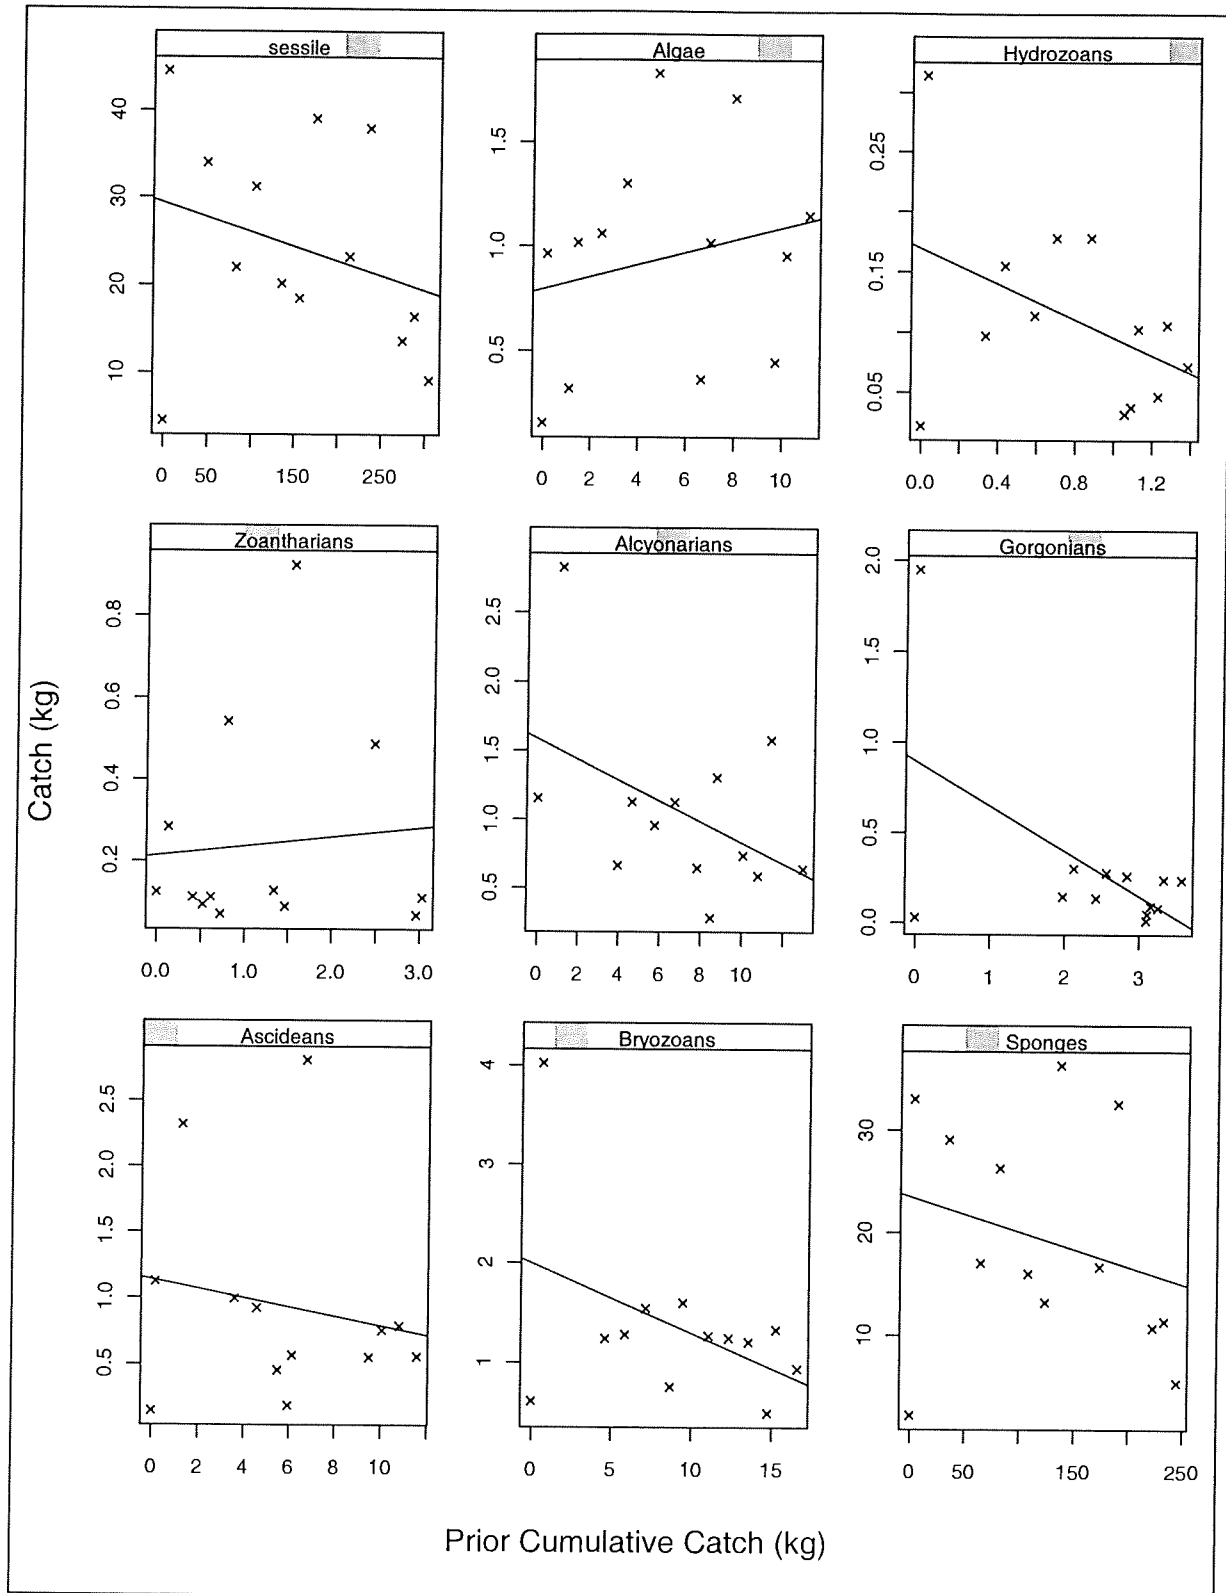 sessile
Algae
Hydrozoans
40
30
20
10
1.5
1.0
0.5
0.25
0.15
0.05
0 50 150 250
0 2 4 6 8 10
0.0 0.4 0.8 1.2
Zoantharians
Alcyonarians
Gorgonians
0.8
0.6
0.4
0.2
2.5
2.0
1.5
1.0
0.5
2.0
1.5
1.0
0.5
0.0
0.0 1.0 2.0 3.0
0 2 4 6 8 10
0 1 2 3
Catch (kg)
Ascideans
Bryozoans
Sponges
2.5
2.0
1.5
1.0
0.5
4
3
2
1
30
20
10
0 2 4 6 8 10
0 5 10 15
0 50 150 250
Prior Cumulative Catch (kg)